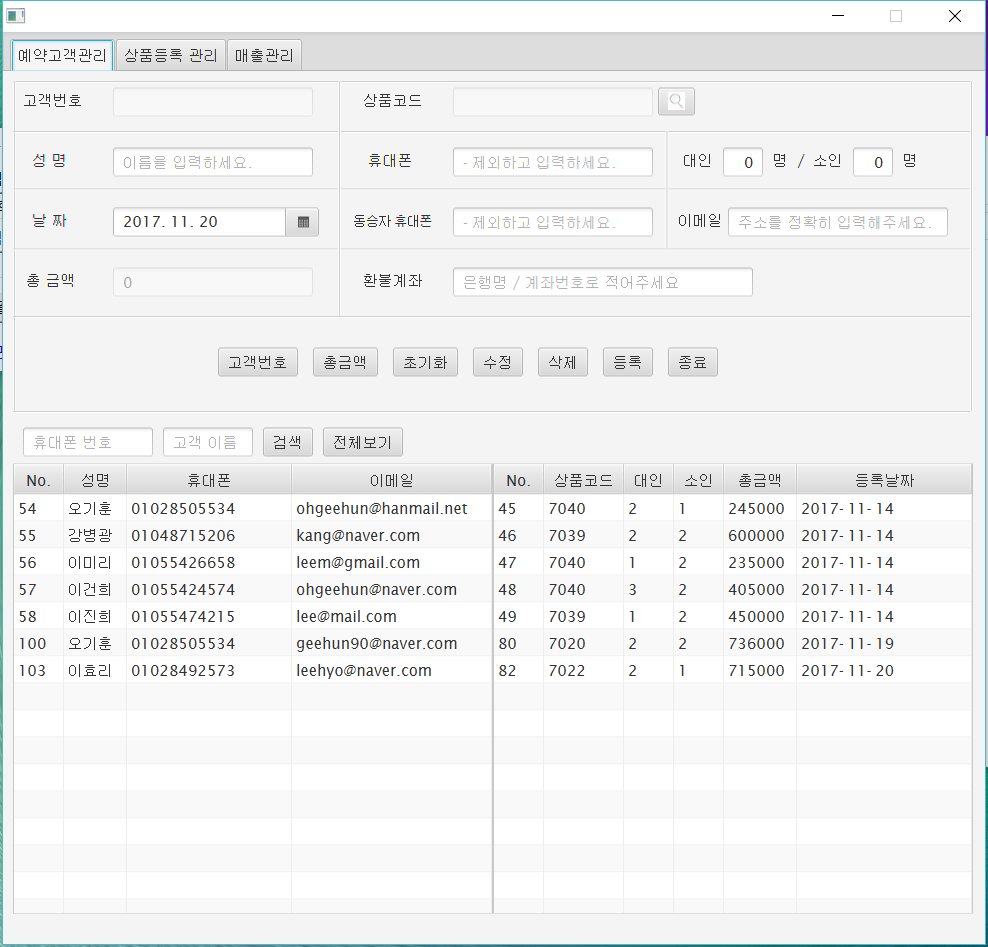 예약고객관리 상품등록 관리 매출관리
고객번호 상품코드
성 명 이름을 입력하세요. 휴대폰 - 제외하고 입력하세요. 대인 0 명 / 소인 0 명
날 짜 2017. 11. 20 동승자 휴대폰 - 제외하고 입력하세요. 이메일 주소를 정확히 입력해주세요.
총 금액 0 환불계좌 은행명 / 계좌번호로 적어주세요
고객번호 총금액 초기화 수정 삭제 등록 종료
휴대폰 번호 고객 이름 검색 전체보기
No. 성명 휴대폰 이메일 No. 상품코드 대인 소인 총금액 등록날짜
54 오기훈 01028505534 ohgeehun@hanmail.net 45 7040 2 1 245000 2017-11-14
55 강병광 01048715206 kang@naver.com 46 7039 2 2 600000 2017-11-14
56 이미리 01055426658 leem@gmail.com 47 7040 1 2 235000 2017-11-14
57 이건희 01055424574 ohgeehun@naver.com 48 7040 3 2 405000 2017-11-14
58 이진희 01055474215 lee@mail.com 49 7039 1 2 450000 2017-11-14
100 오기훈 01028505534 geehun90@naver.com 80 7020 2 2 736000 2017-11-19
103 이효리 01028492573 leehyo@naver.com 82 7022 2 1 715000 2017-11-20